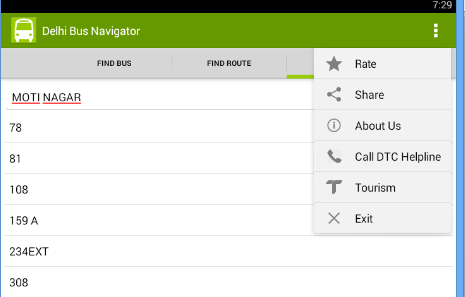 7:29
Delhi Bus Navigator
FIND BUS
FIND ROUTE
Rate
Share
About Us
Call DTC Helpline
Tourism
Exit
MOTI NAGAR
78
81
108
159 A
234EXT
308